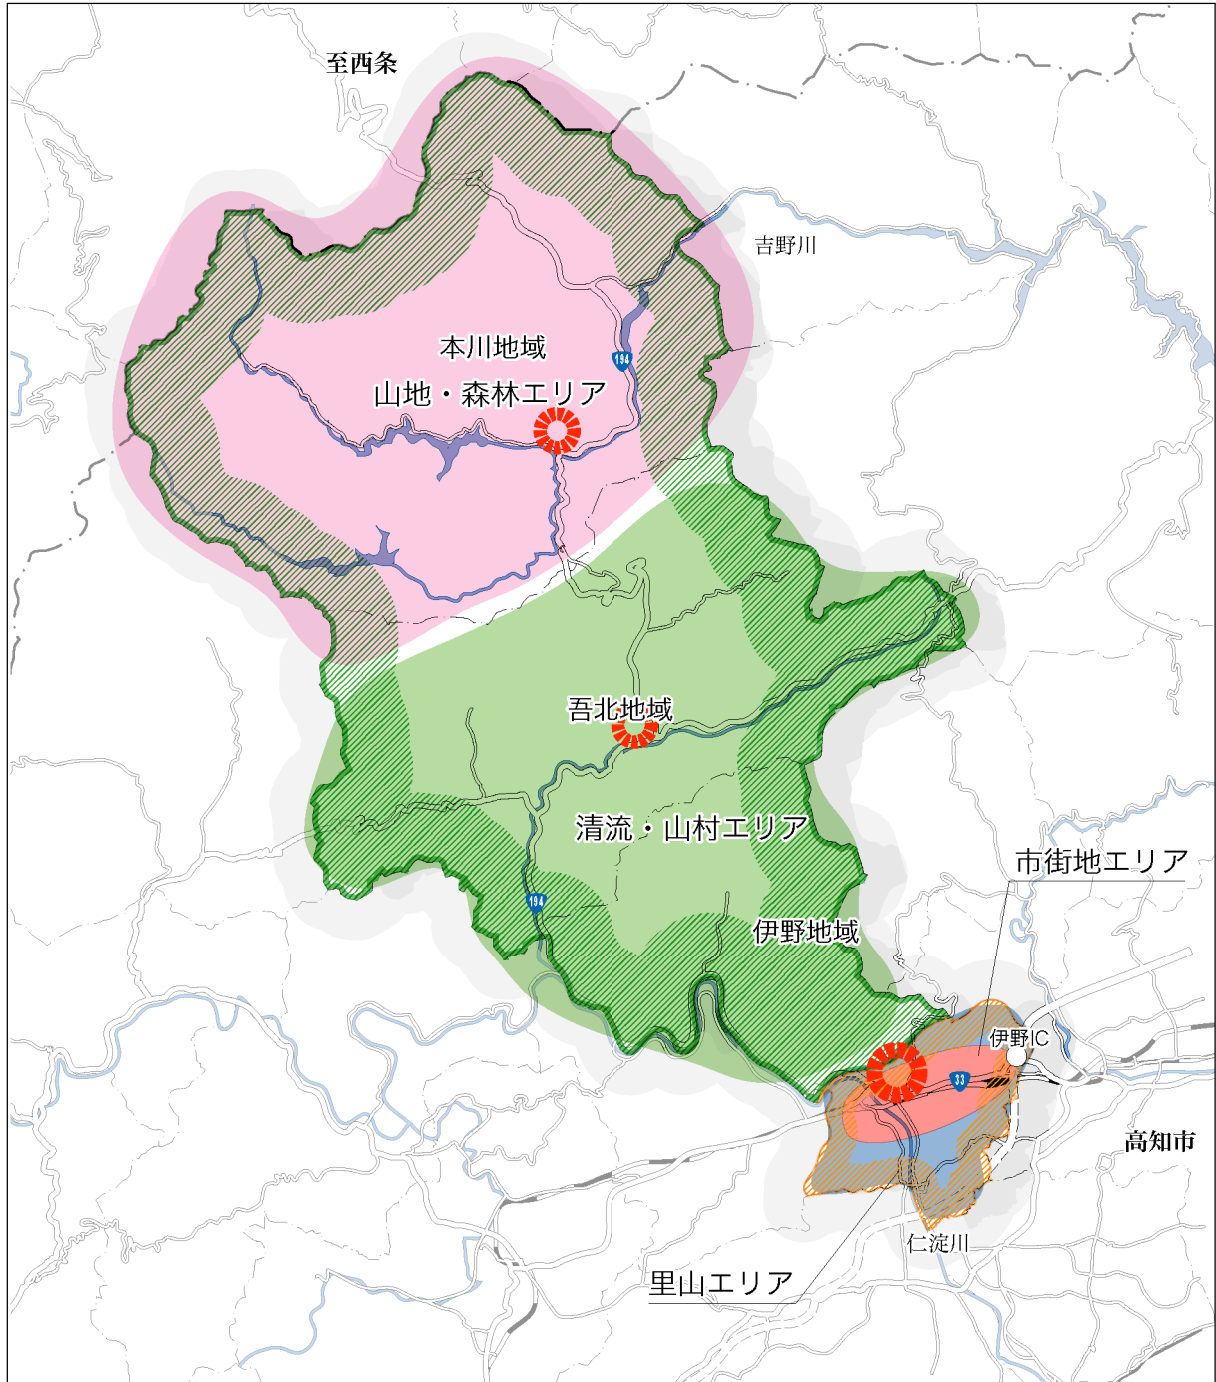 至西条
吉野川
本川地域
194
山地・森林エリア
吾北地域
清流・山村エリア
市街地エリア
194
伊野地域
伊野IC
33
高知市
仁淀川
里山エリア